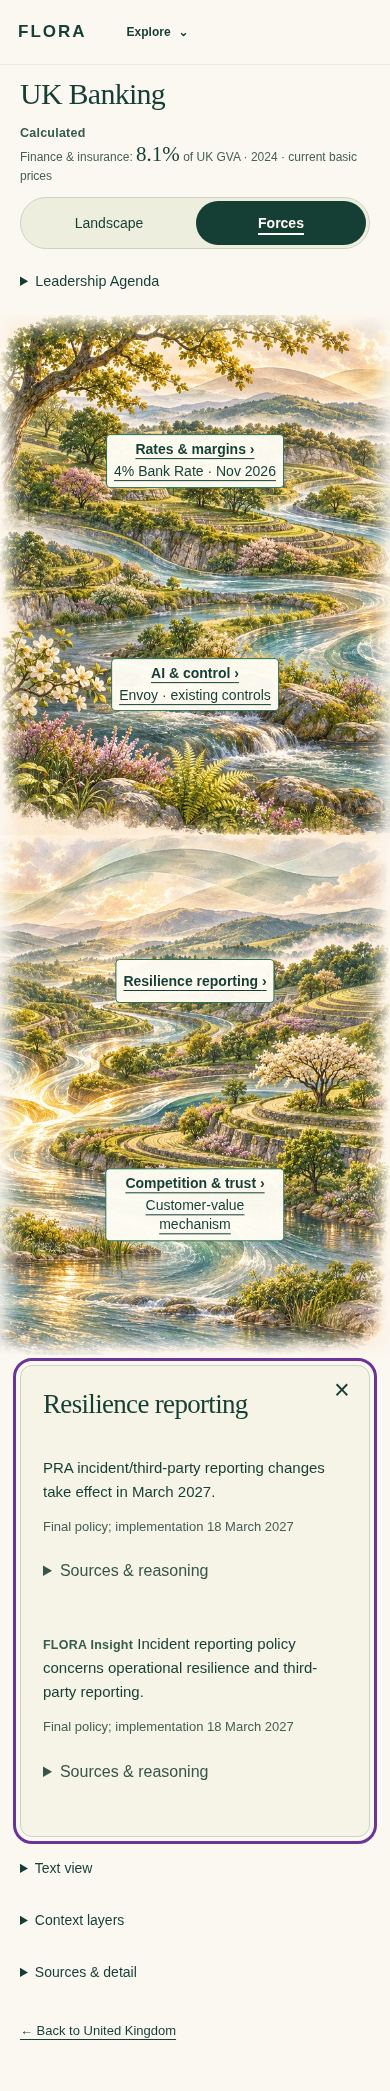 FLORA
Explore
UK Banking
Calculated
Finance & insurance: 8.1% of UK GVA · 2024 · current basic
prices
Landscape
Forces
Leadership Agenda
Rates & margins ›
4% Bank Rate · Nov 2026
AI & control ›
Envoy · existing controls
Resilience reporting ›
Competition & trust ›
Customer-value
mechanism
Resilience reporting
PRA incident/third-party reporting changes
take effect in March 2027.
Final policy; implementation 18 March 2027
Sources & reasoning
FLORA Insight Incident reporting policy
concerns operational resilience and third-
party reporting.
Final policy; implementation 18 March 2027
Sources & reasoning
Text view
Context layers
Sources & detail
← Back to United Kingdom